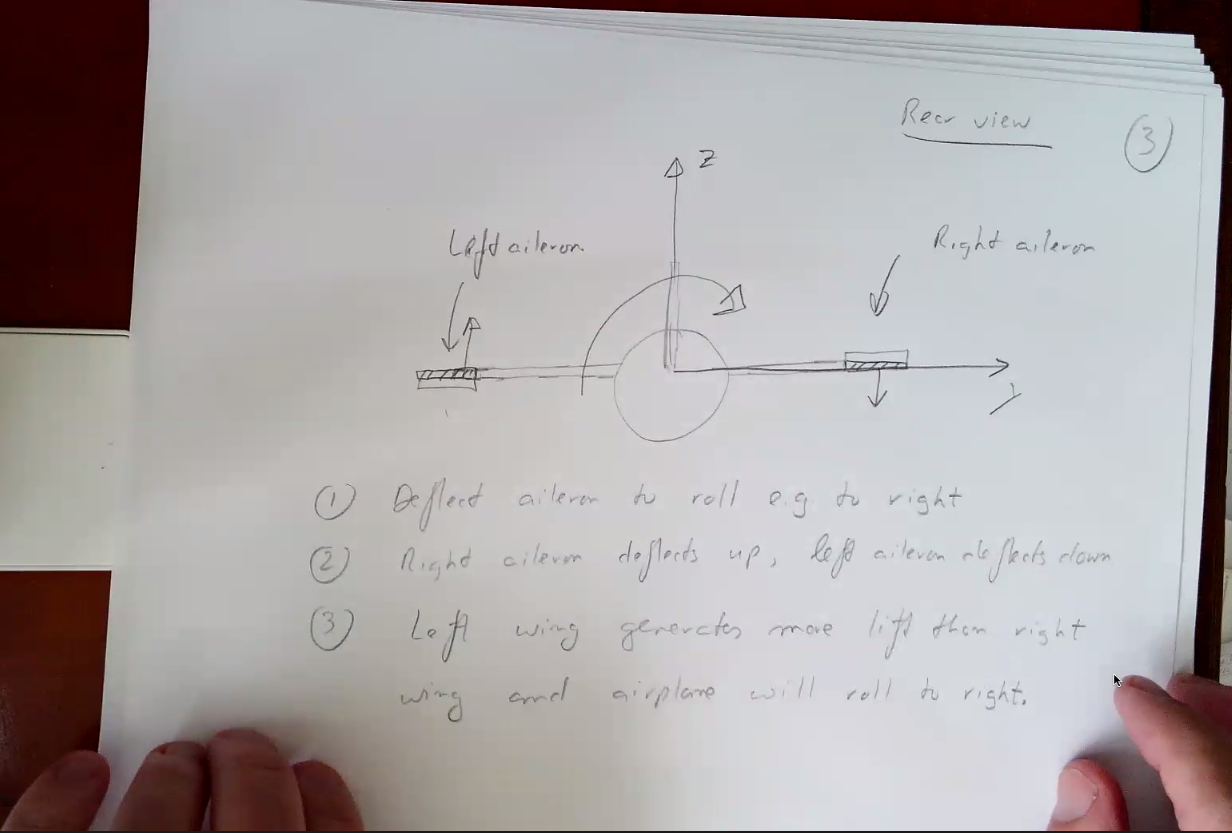 Rear view
3
z
Left aileron
Right aileron
y
1 Deflect aileron to roll e.g to right
2 Right aileron deflects up, left aileron deflects down
3 Left wing generates more lift than right
wing and airplane will roll to right.